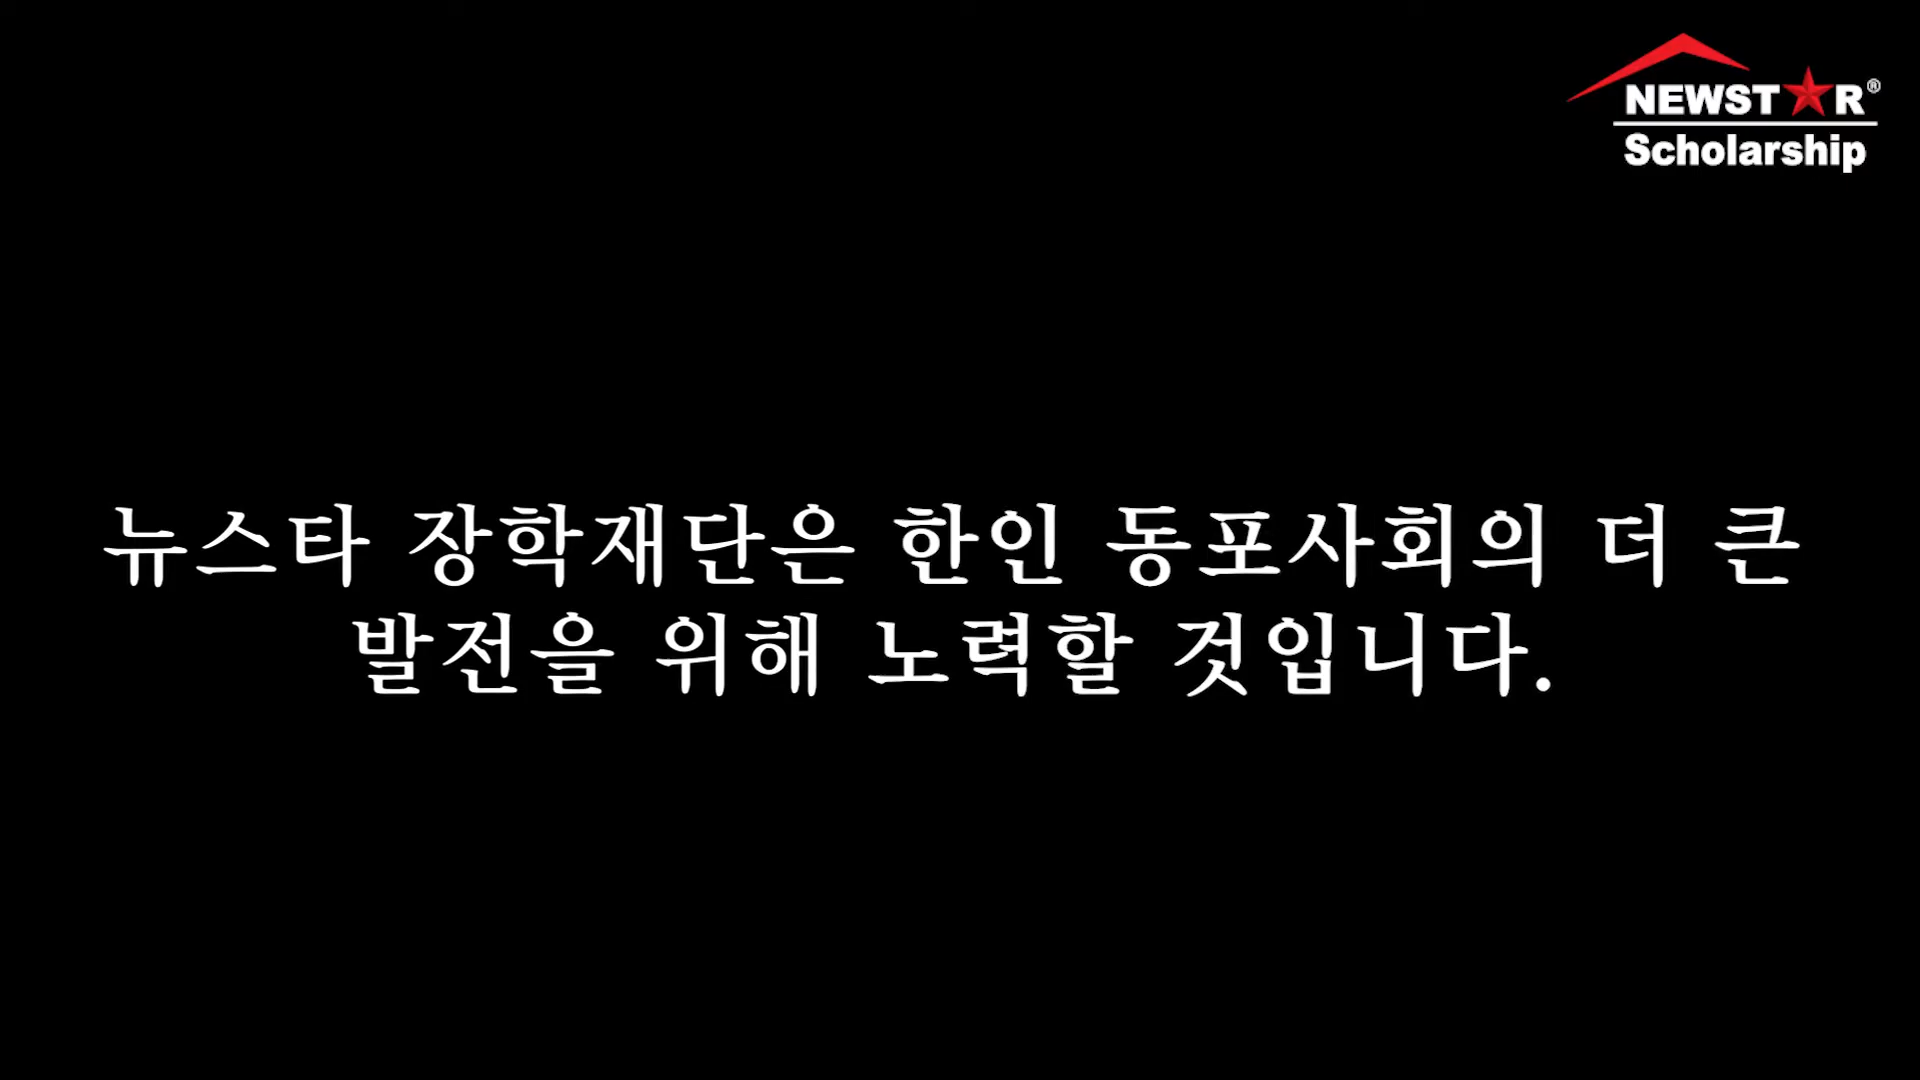 NEWST★R®
Scholarship
뉴스타 장학재단은 한인 동포사회의 더 큰
발전을 위해 노력할 것입니다.